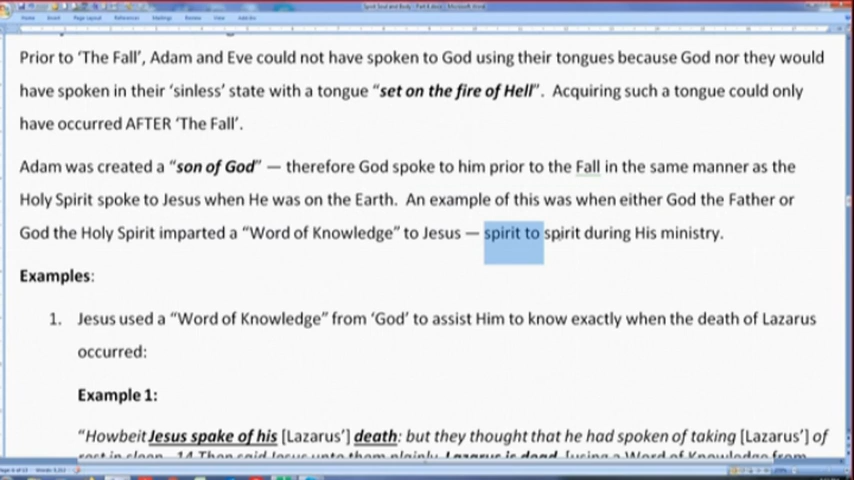 Prior to 'The Fall', Adam and Eve could not have spoken to God using their tongues because God nor they would
have spoken in their 'sinless' state with a tongue "set on the fire of Hell". Acquiring such a tongue could only
have occurred AFTER 'The Fall'.
Adam was created a "son of God" — therefore God spoke to him prior to the Fall in the same manner as the
Holy Spirit spoke to Jesus when He was on the Earth. An example of this was when either God the Father or
God the Holy Spirit imparted a "Word of Knowledge" to Jesus — spirit to spirit during His ministry.
Examples:
1. Jesus used a "Word of Knowledge" from 'God' to assist Him to know exactly when the death of Lazarus
occurred:
Example 1:
"Howbeit Jesus spake of his [Lazarus'] death: but they thought that he had spoken of taking [Lazarus'] of